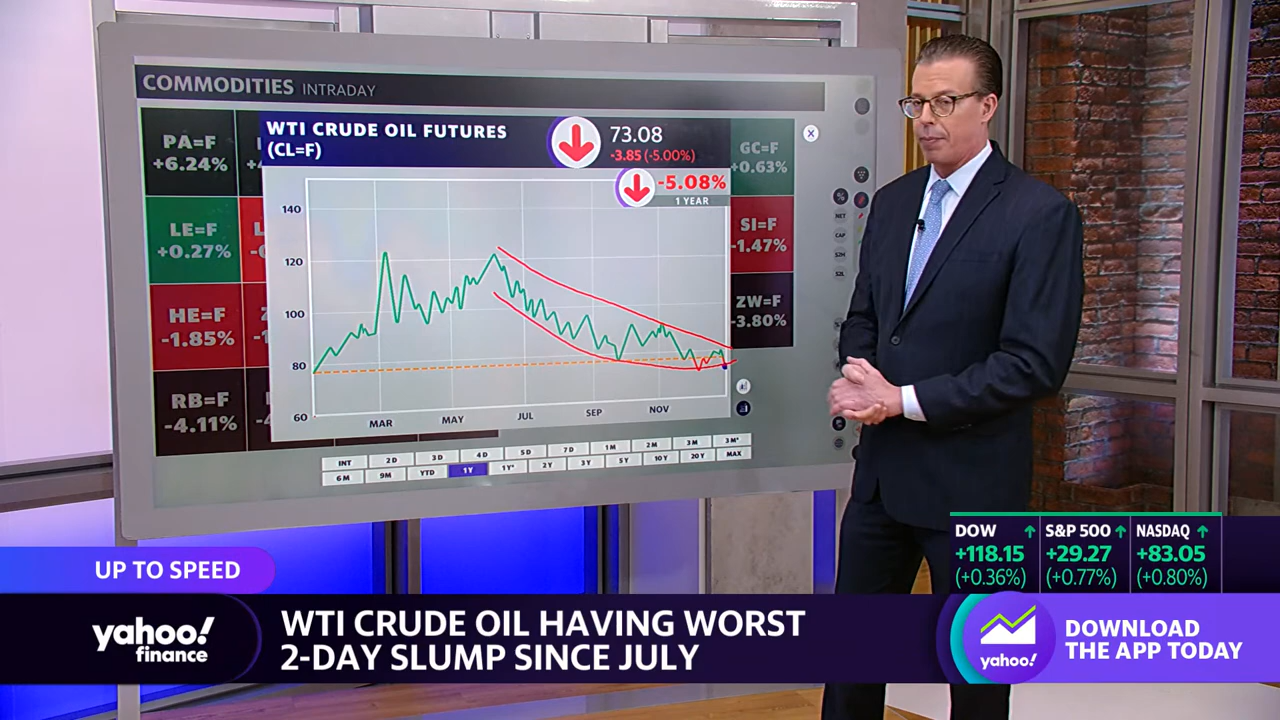 COMMODITIES INTRADAY
PA=F
+6.24%
LE=F
+0.27%
HE=F
-1.85%
RB=F
-4.11%
WTI CRUDE OIL FUTURES
(CL=F)
73.08
-3.85 (-5.00%)
-5.08%
1 YEAR
140
120
100
80
60
MAR MAY JUL SEP NOV
GC=F
+0.63%
SI=F
-1.47%
ZW=F
-3.80%
X
NET
CAP
INT 2D 3D 4D 5D 7D 1M 2M 3M 3M*
6M 9M YTD 1Y 1Y* 2Y 3Y 5Y 10Y 20Y MAX
DOW
+118.15
(+0.36%)
S&P 500
+29.27
(+0.77%)
NASDAQ
+83.05
(+0.80%)
UP TO SPEED
yahoo!
finance
WTI CRUDE OIL HAVING WORST
2-DAY SLUMP SINCE JULY
yahoo!
DOWNLOAD
THE APP TODAY